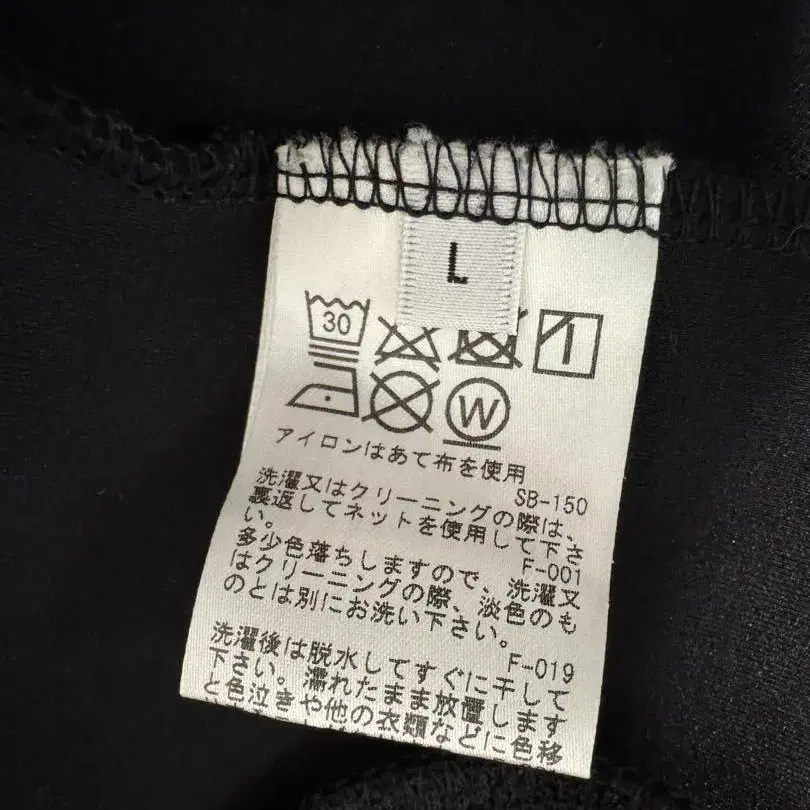 L
30
W
アイロンはあて布を使用
SB-150
洗濯又はクリーニングの際は、
裏返してネットを使用して下さ
い。
F-001
多少色落ちしますので、洗濯又
はクリーニングの際、淡色のも
のとは別にお洗い下さい。
F-019
洗濯後は脱水してすぐに干して
下さい。濡れたまま放置します
と色泣きや他の衣類などに色移